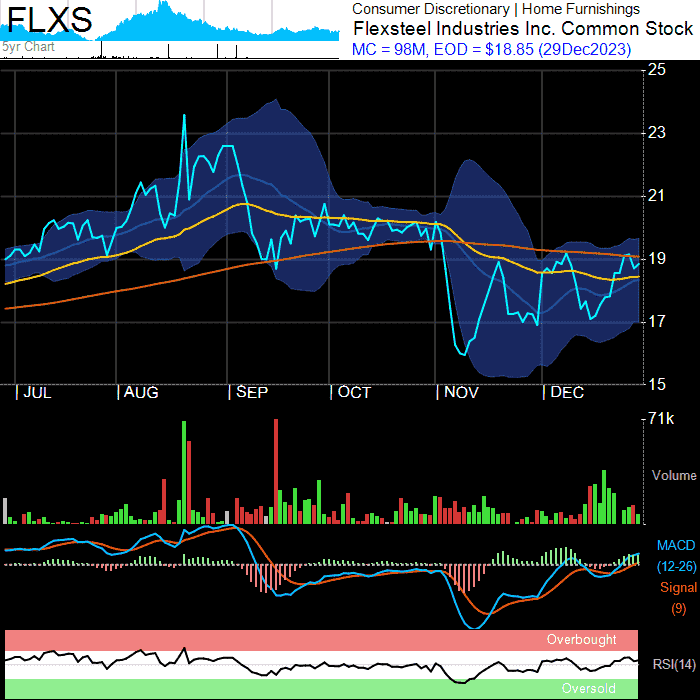 FLXS
5yr Chart
Consumer Discretionary | Home Furnishings
Flexsteel Industries Inc. Common Stock
MC = 98M, EOD = $18.85 (29Dec2023)
25
23
21
19
17
15
JUL AUG SEP OCT NOV DEC
71k
Volume
MACD
(12-26)
Signal
(9)
Overbought
RSI(14)
Oversold